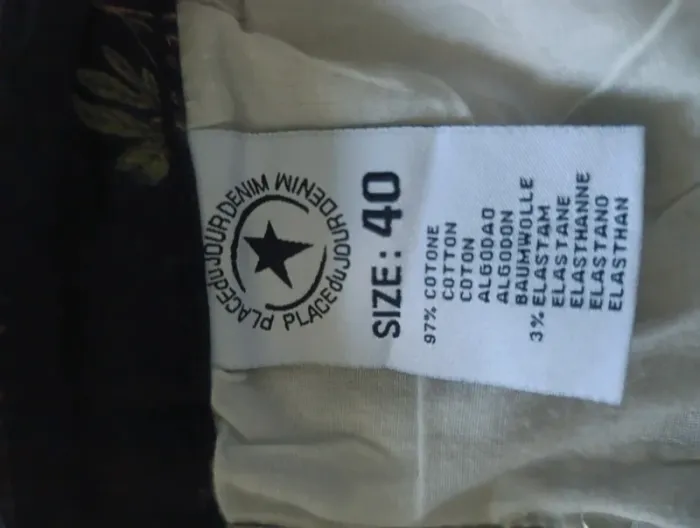 PLACEduJOURDENIM
PLACEduJOURDENIM
SIZE: 40
97% COTONE
COTTON
COTON
ALGODAO
ALGODON
BAUMWOLLE
3% ELASTAM
ELASTANE
ELASTHANNE
ELASTANO
ELASTHAN